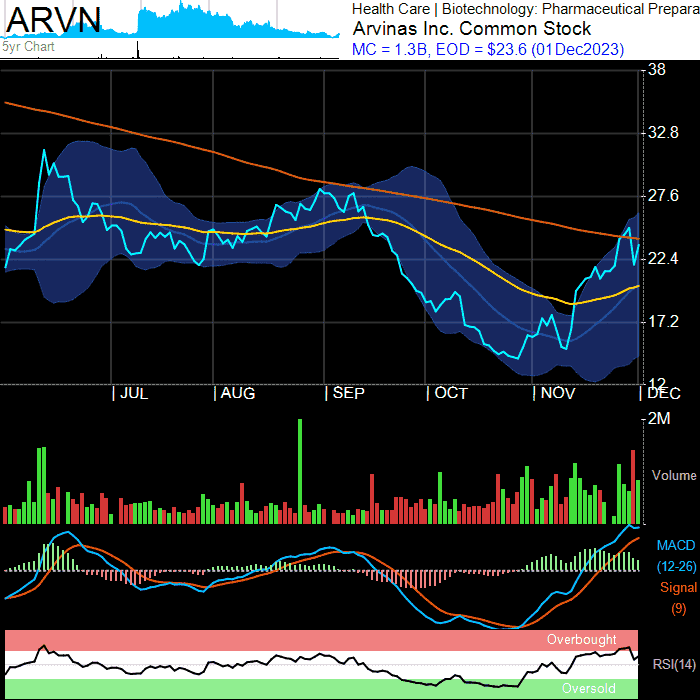 ARVN
5yr Chart
Health Care | Biotechnology: Pharmaceutical Prepara
Arvinas Inc. Common Stock
MC = 1.3B, EOD = $23.6 (01Dec2023)
38
32.8
27.6
22.4
17.2
12
JUL AUG SEP OCT NOV DEC
2M
Volume
MACD
(12-26)
Signal
(9)
Overbought
RSI(14)
Oversold